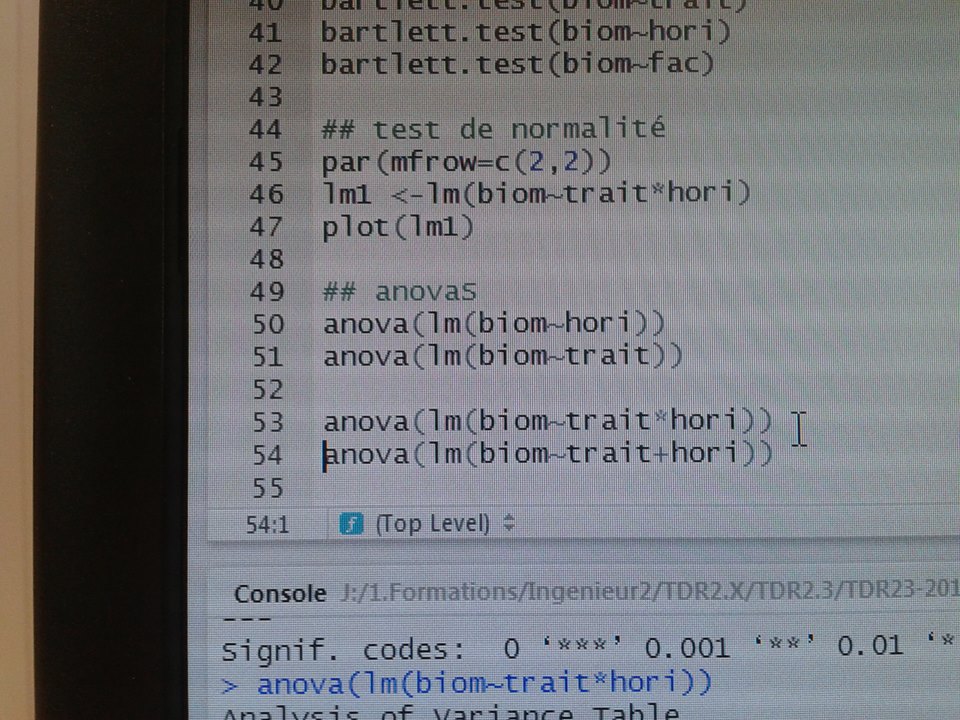 40 bartlett.test(biom~trait)
41 bartlett.test(biom~hori)
42 bartlett.test(biom~fac)
43
44 ## test de normalité
45 par(mfrow=c(2,2))
46 lm1 <-lm(biom~trait*hori)
47 plot(lm1)
48
49 ## anovas
50 anova(lm(biom~hori))
51 anova(lm(biom~trait))
52
53 anova(lm(biom~trait*hori))
54 anova(lm(biom~trait+hori))
55
54:1 f (Top Level)
Console J:/1.Formations/Ingenieur2/TDR2.X/TDR2.3/TDR23-201
---
Signif. codes: 0 ‘***’ 0.001 ‘**’ 0.01 ‘*
> anova(lm(biom~trait*hori))
Analysis of Variance Table